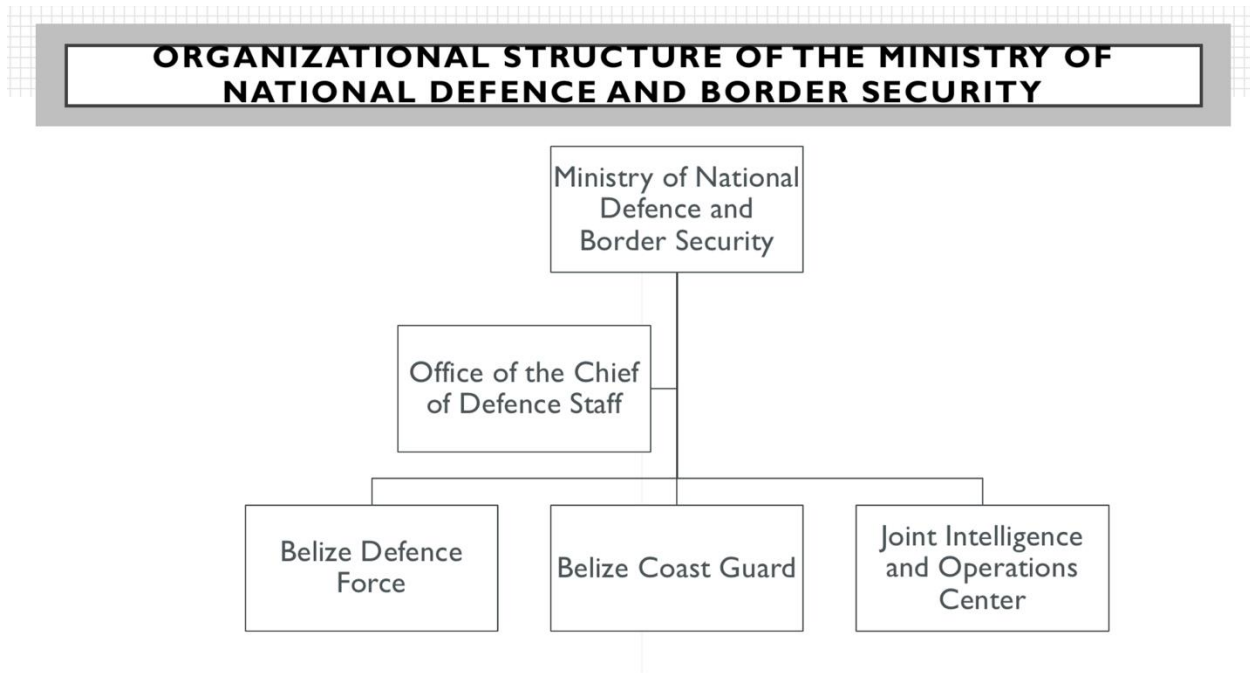 ORGANIZATIONAL STRUCTURE OF THE MINISTRY OF
NATIONAL DEFENCE AND BORDER SECURITY
Ministry of National
Defence and
Border Security
Office of the Chief
of Defence Staff
Belize Defence
Force
Belize Coast Guard
Joint Intelligence
and Operations
Center